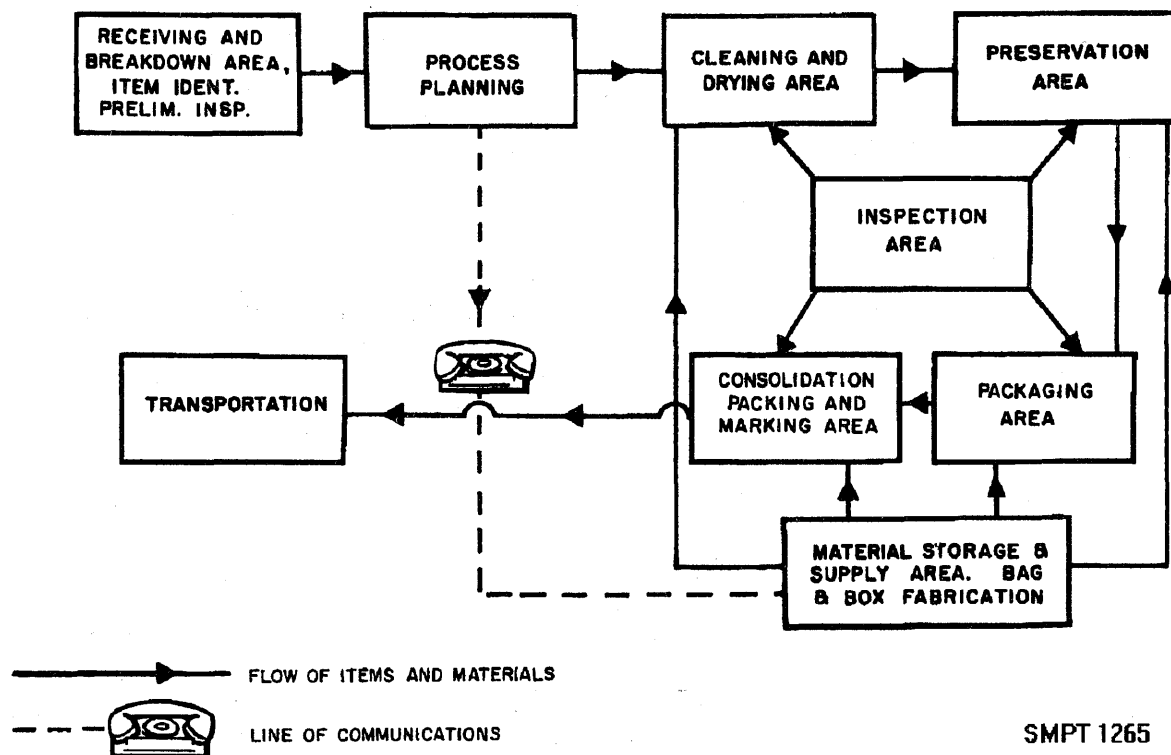 RECEIVING AND
BREAKDOWN AREA,
ITEM IDENT.
PRELIM. INSP.
PROCESS
PLANNING
CLEANING AND
DRYING AREA
PRESERVATION
AREA
INSPECTION
AREA
TRANSPORTATION
CONSOLIDATION
PACKING AND
MARKING AREA
PACKAGING
AREA
MATERIAL STORAGE &
SUPPLY AREA. BAG
& BOX FABRICATION
FLOW OF ITEMS AND MATERIALS
LINE OF COMMUNICATIONS
SMPT 1265